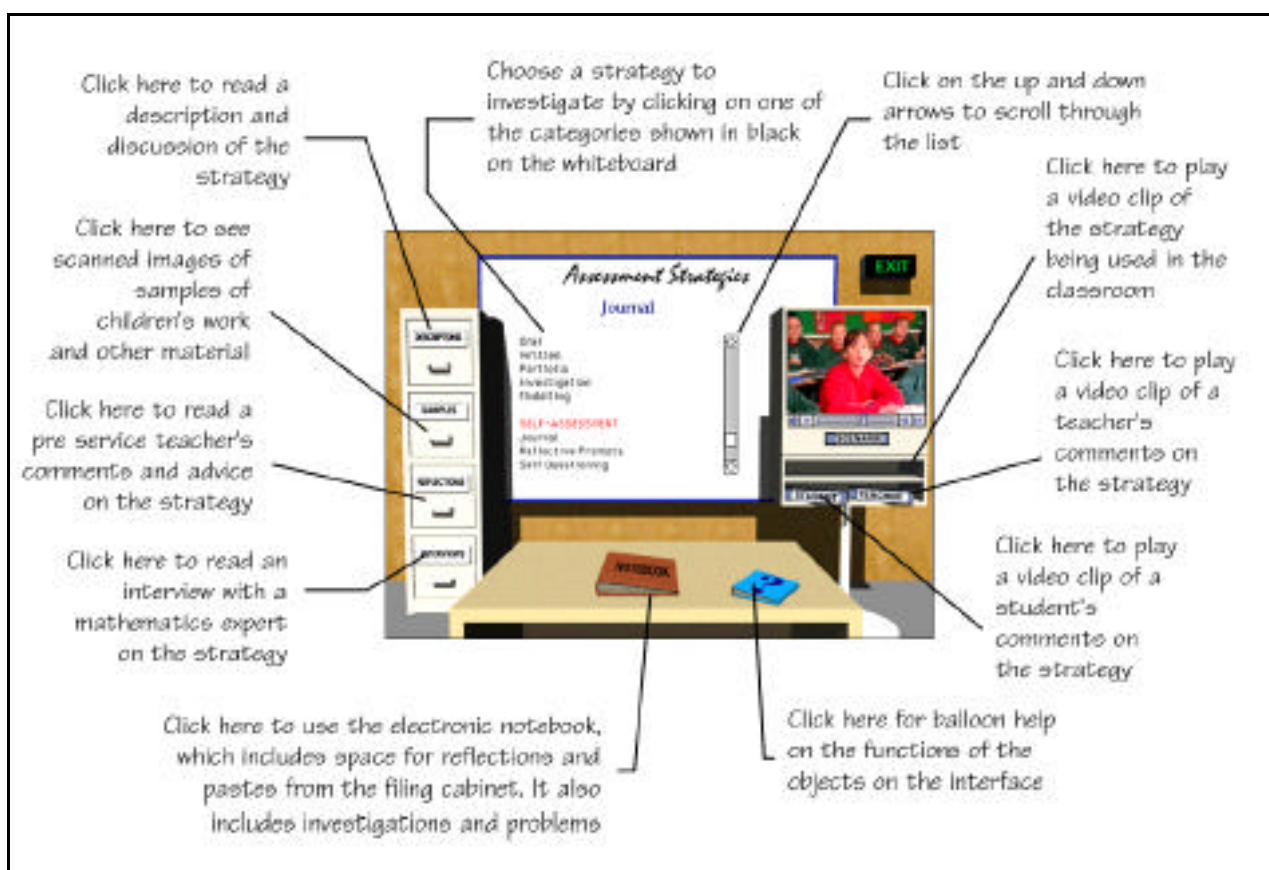 Click here to read a
description and
discussion of the
strategy
Choose a strategy to
investigate by clicking on one of
the categories shown in black
on the whiteboard
Click on the up and down
arrows to scroll through
the list
Click here to play
a video clip of
the strategy
being used in the
classroom
Click here to see
scanned images of
samples of
children's work
and other material
EXIT
Assessment Strategies
Journal
DESCRIPTIONS
Oral
Written
Portfolio
Investigation
Modelling
SELF-ASSESSMENT
Journal
Reflective Prompts
Self Questioning
Click here to play
a video clip of a
teacher's
comments on
the strategy
Click here to read a
pre service teacher's
comments and advice
on the strategy
SAMPLES
REFLECTIONS
SCENARIO
STUDENT
TEACHER
Click here to read an
interview with a
mathematics expert
on the strategy
INTERVIEWS
NOTEBOOK
?
Click here to play
a video clip of a
student's
comments on
the strategy
Click here to use the electronic notebook,
which includes space for reflections and
pastes from the filing cabinet. It also
includes investigations and problems
Click here for balloon help
on the functions of the
objects on the interface